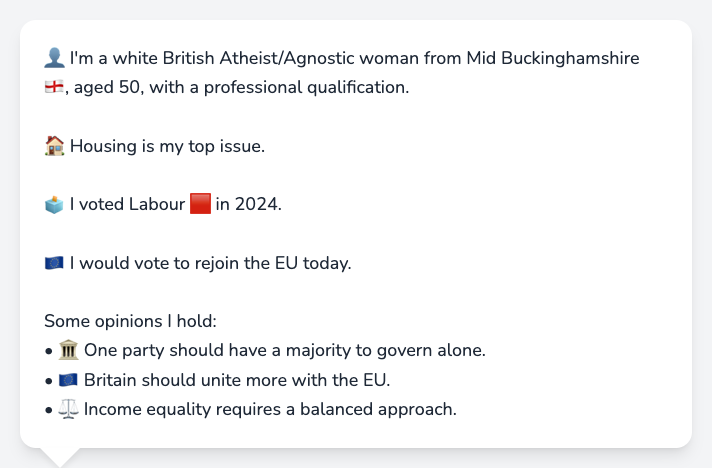 👤 I'm a white British Atheist/Agnostic woman from Mid Buckinghamshire
🏴󠁧󠁢󠁥󠁮󠁧󠁿, aged 50, with a professional qualification.
🏠 Housing is my top issue.
🗳️ I voted Labour 🟥 in 2024.
🇪🇺 I would vote to rejoin the EU today.
Some opinions I hold:
• 🏛️ One party should have a majority to govern alone.
• 🇪🇺 Britain should unite more with the EU.
• ⚖️ Income equality requires a balanced approach.